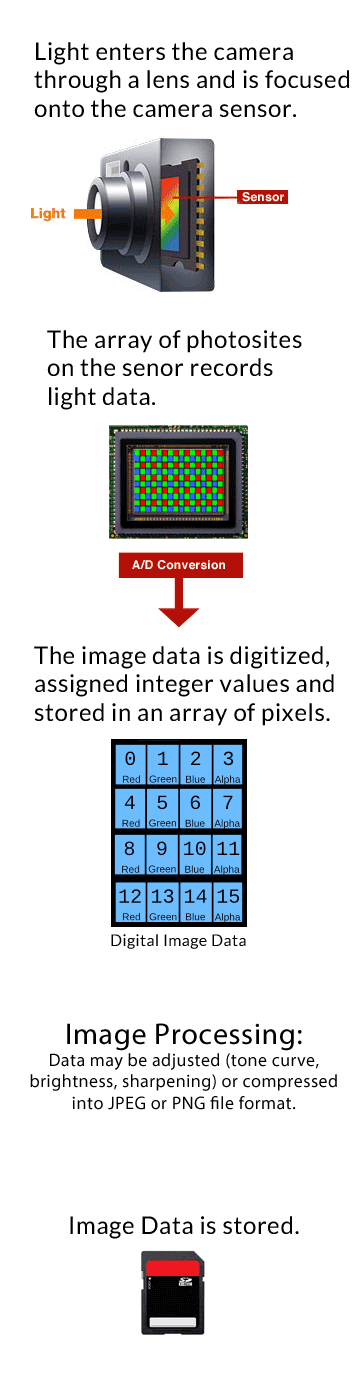 Light enters the camera
through a lens and is focused
onto the camera sensor.
Light
Sensor
The array of photosites
on the senor records
light data.
A/D Conversion
The image data is digitized,
assigned integer values and
stored in an array of pixels.
0 1 2 3
Red Green Blue Alpha
4 5 6 7
Red Green Blue Alpha
8 9 10 11
Red Green Blue Alpha
12 13 14 15
Red Green Blue Alpha
Digital Image Data
Image Processing:
Data may be adjusted (tone curve,
brightness, sharpening) or compressed
into JPEG or PNG file format.
Image Data is stored.